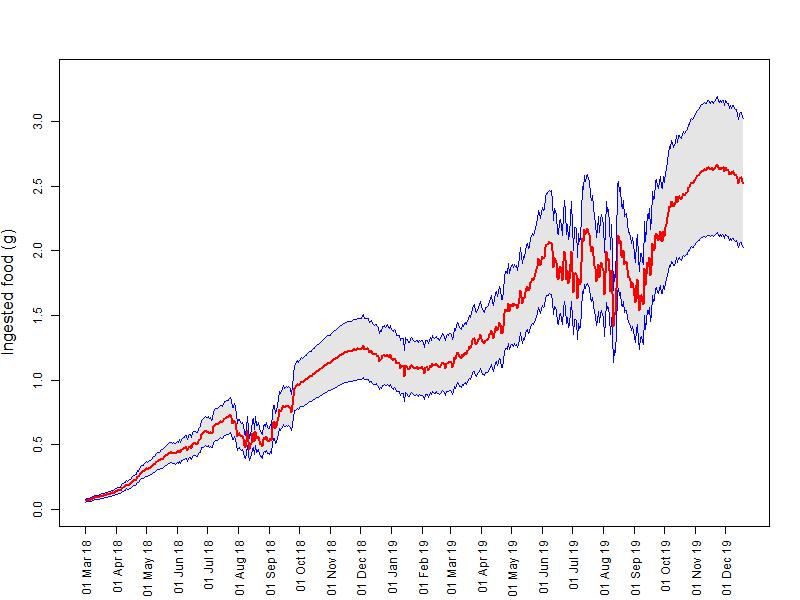 Ingested food (g)
3.0
2.5
2.0
1.5
1.0
0.5
0.0
01 Mar 18
01 Apr 18
01 May 18
01 Jun 18
01 Jul 18
01 Aug 18
01 Sep 18
01 Oct 18
01 Nov 18
01 Dec 18
01 Jan 19
01 Feb 19
01 Mar 19
01 Apr 19
01 May 19
01 Jun 19
01 Jul 19
01 Aug 19
01 Sep 19
01 Oct 19
01 Nov 19
01 Dec 19